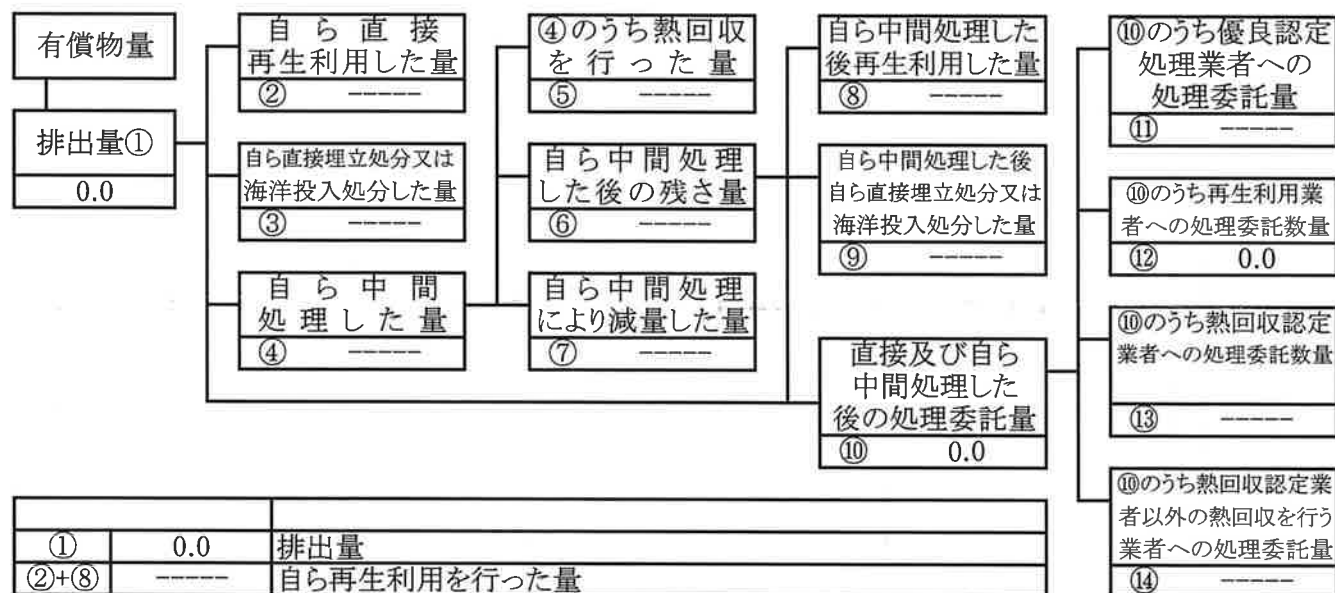 有償物量
排出量①
0.0
自ら直接
再生利用した量
② -----
自ら直接埋立処分又は
海洋投入処分した量
③ -----
自ら中間
処理した量
④ -----
④のうち熱回収
を行った量
⑤ -----
自ら中間処理
した後の残さ量
⑥ -----
自ら中間処理
により減量した量
⑦ -----
自ら中間処理した
後再生利用した量
⑧ -----
自ら中間処理した後
自ら直接埋立処分又は
海洋投入処分した量
⑨ -----
直接及び自ら
中間処理した
後の処理委託量
⑩ 0.0
⑩のうち優良認定
処理業者への
処理委託量
⑪ -----
⑩のうち再生利用業
者への処理委託数量
⑫ 0.0
⑩のうち熱回収認定
業者への処理委託数量
⑬ -----
⑩のうち熱回収認定業
者以外の熱回収を行う
業者への処理委託量
⑭ -----
① 0.0 排出量
②+⑧ ----- 自ら再生利用を行った量